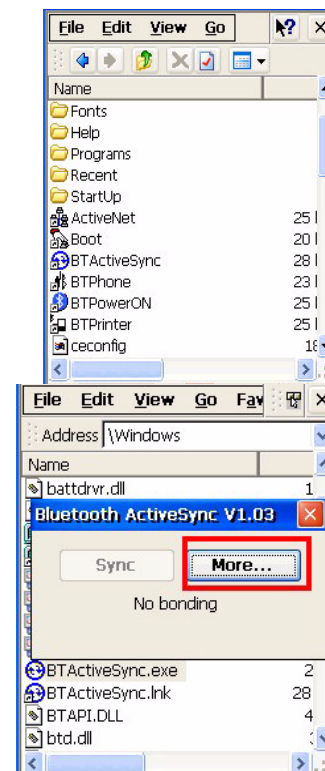 File Edit View Go
Name
Fonts
Help
Programs
Recent
StartUp
ActiveNet 25
Boot 20
BTActiveSync 28
BTPhone 23
BTPowerON 25
BTPrinter 25
ceconfig 18
File Edit View Go Fav
Address \Windows
Name
battdrvr.dll 1
Bluetooth ActiveSync V1.03
Sync More...
No bonding
BTActiveSync.exe 2
BTActiveSync.lnk 28
BTAPI.DLL 4
btd.dll